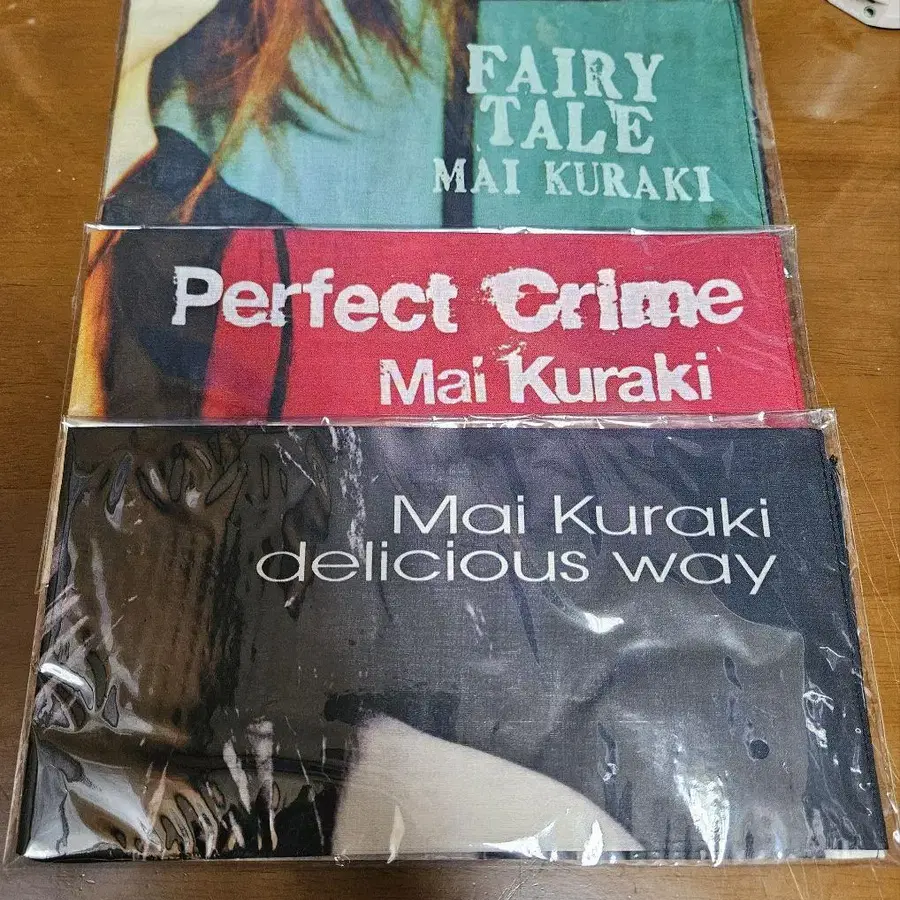 FAIRY
TALE
MAI KURAKI
Perfect Crime
Mai Kuraki
Mai Kuraki
delicious way